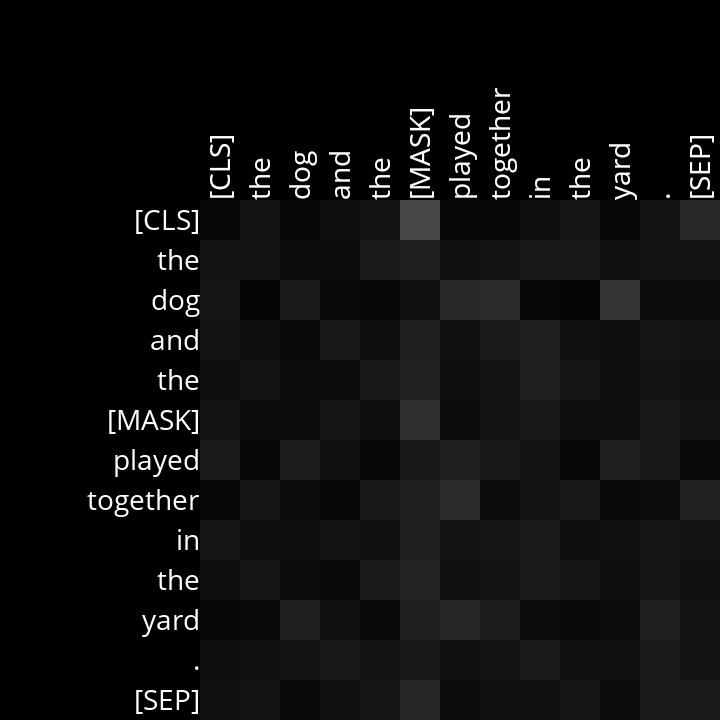 [CLS] the dog and the [MASK] played together in the yard . [SEP]
[CLS]
the
dog
and
the
[MASK]
played
together
in
the
yard
.
[SEP]